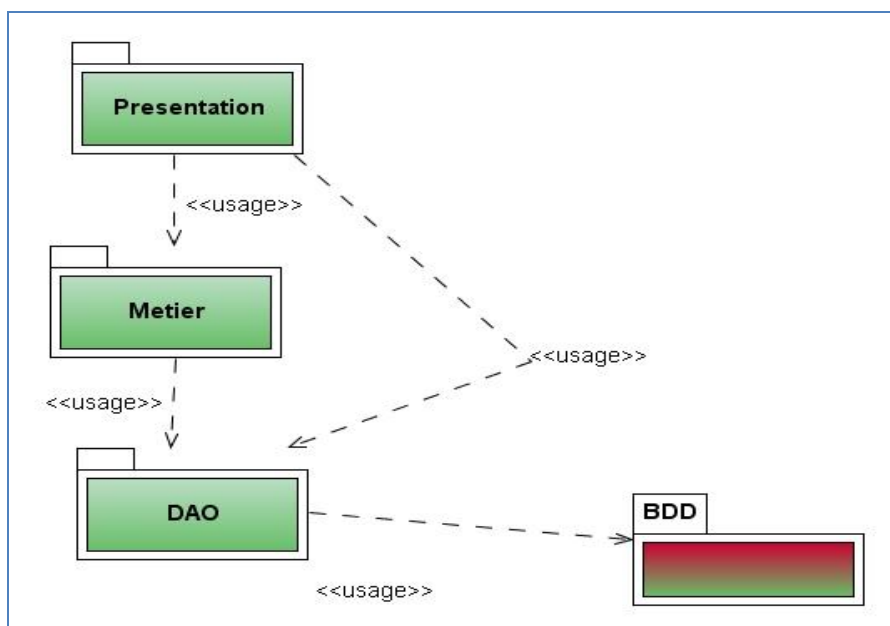 Presentation
<<usage>>
Metier
<<usage>>
<<usage>>
DAO
BDD
<<usage>>